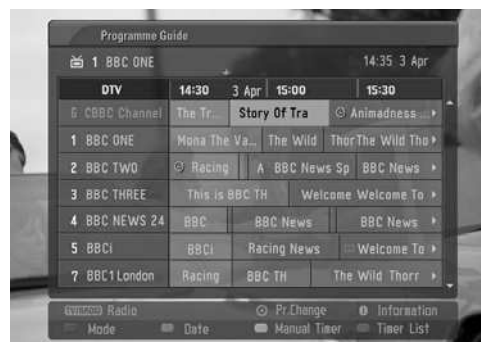 Programme Guide
1 BBC ONE 14:35 3 Apr
DTV 14:30 3 Apr 15:00 15:30
6 CBBC Channel The Tr... Story Of Tra Animadness ...
1 BBC ONE Mona The Va... The Wild ThorThe Wild Tho
2 BBC TWO Racing A BBC News Sp BBC News
3 BBC THREE This is BBC TH Welcome Welcome To
4 BBC NEWS 24 BBC BBC News BBC News
5 BBCi BBCi Racing News Welcome To
7 BBC1 London Racing BBC TH The Wild Thorr
Radio Pr.Change Information
Mode Date Manual Timer Timer List